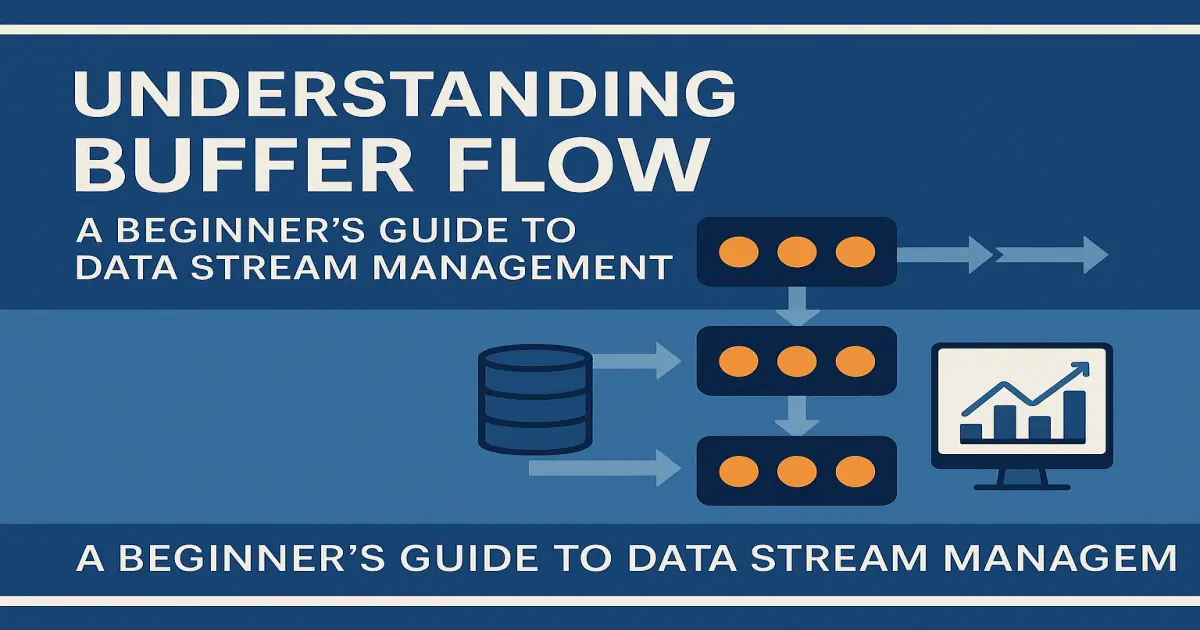 UNDERSTANDING
BUFFER FLOW
A BEGINNER’S GUIDE TO
DATA STREAM MANAGEMENT
A BEGINNER’S GUIDE TO DATA STREAM MANAGEM